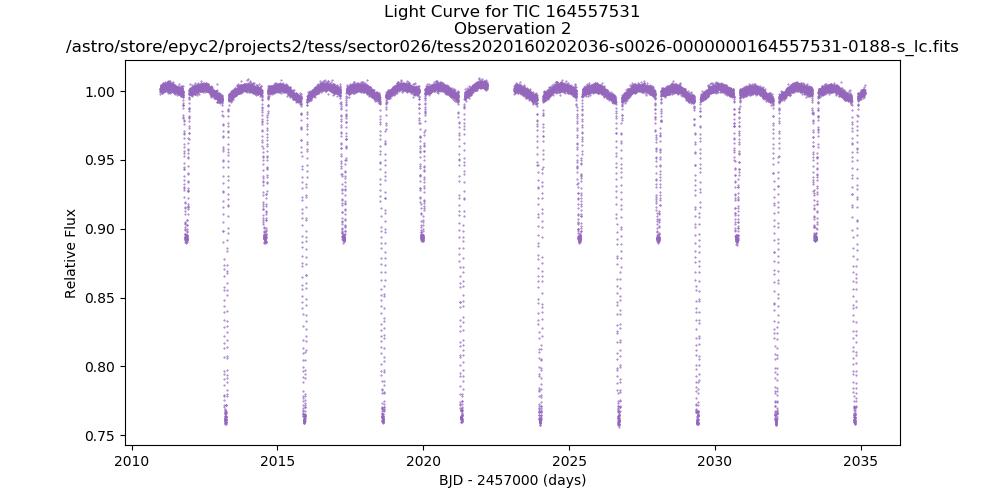 Light Curve for TIC 164557531
Observation 2
/astro/store/epyc2/projects2/tess/sector026/tess2020160202036-s0026-0000000164557531-0188-s_lc.fits
1.00
0.95
0.90
0.85
0.80
0.75
Relative Flux
2010 2015 2020 2025 2030 2035
BJD - 2457000 (days)